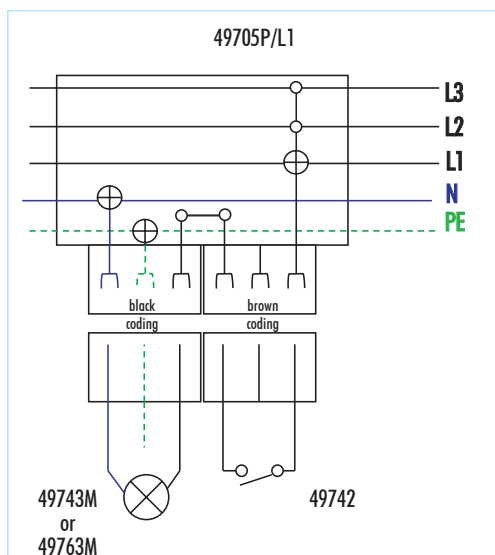 49705P/L1
L3
L2
L1
N
PE
black
coding
brown
coding
49743M
or
49763M
49742